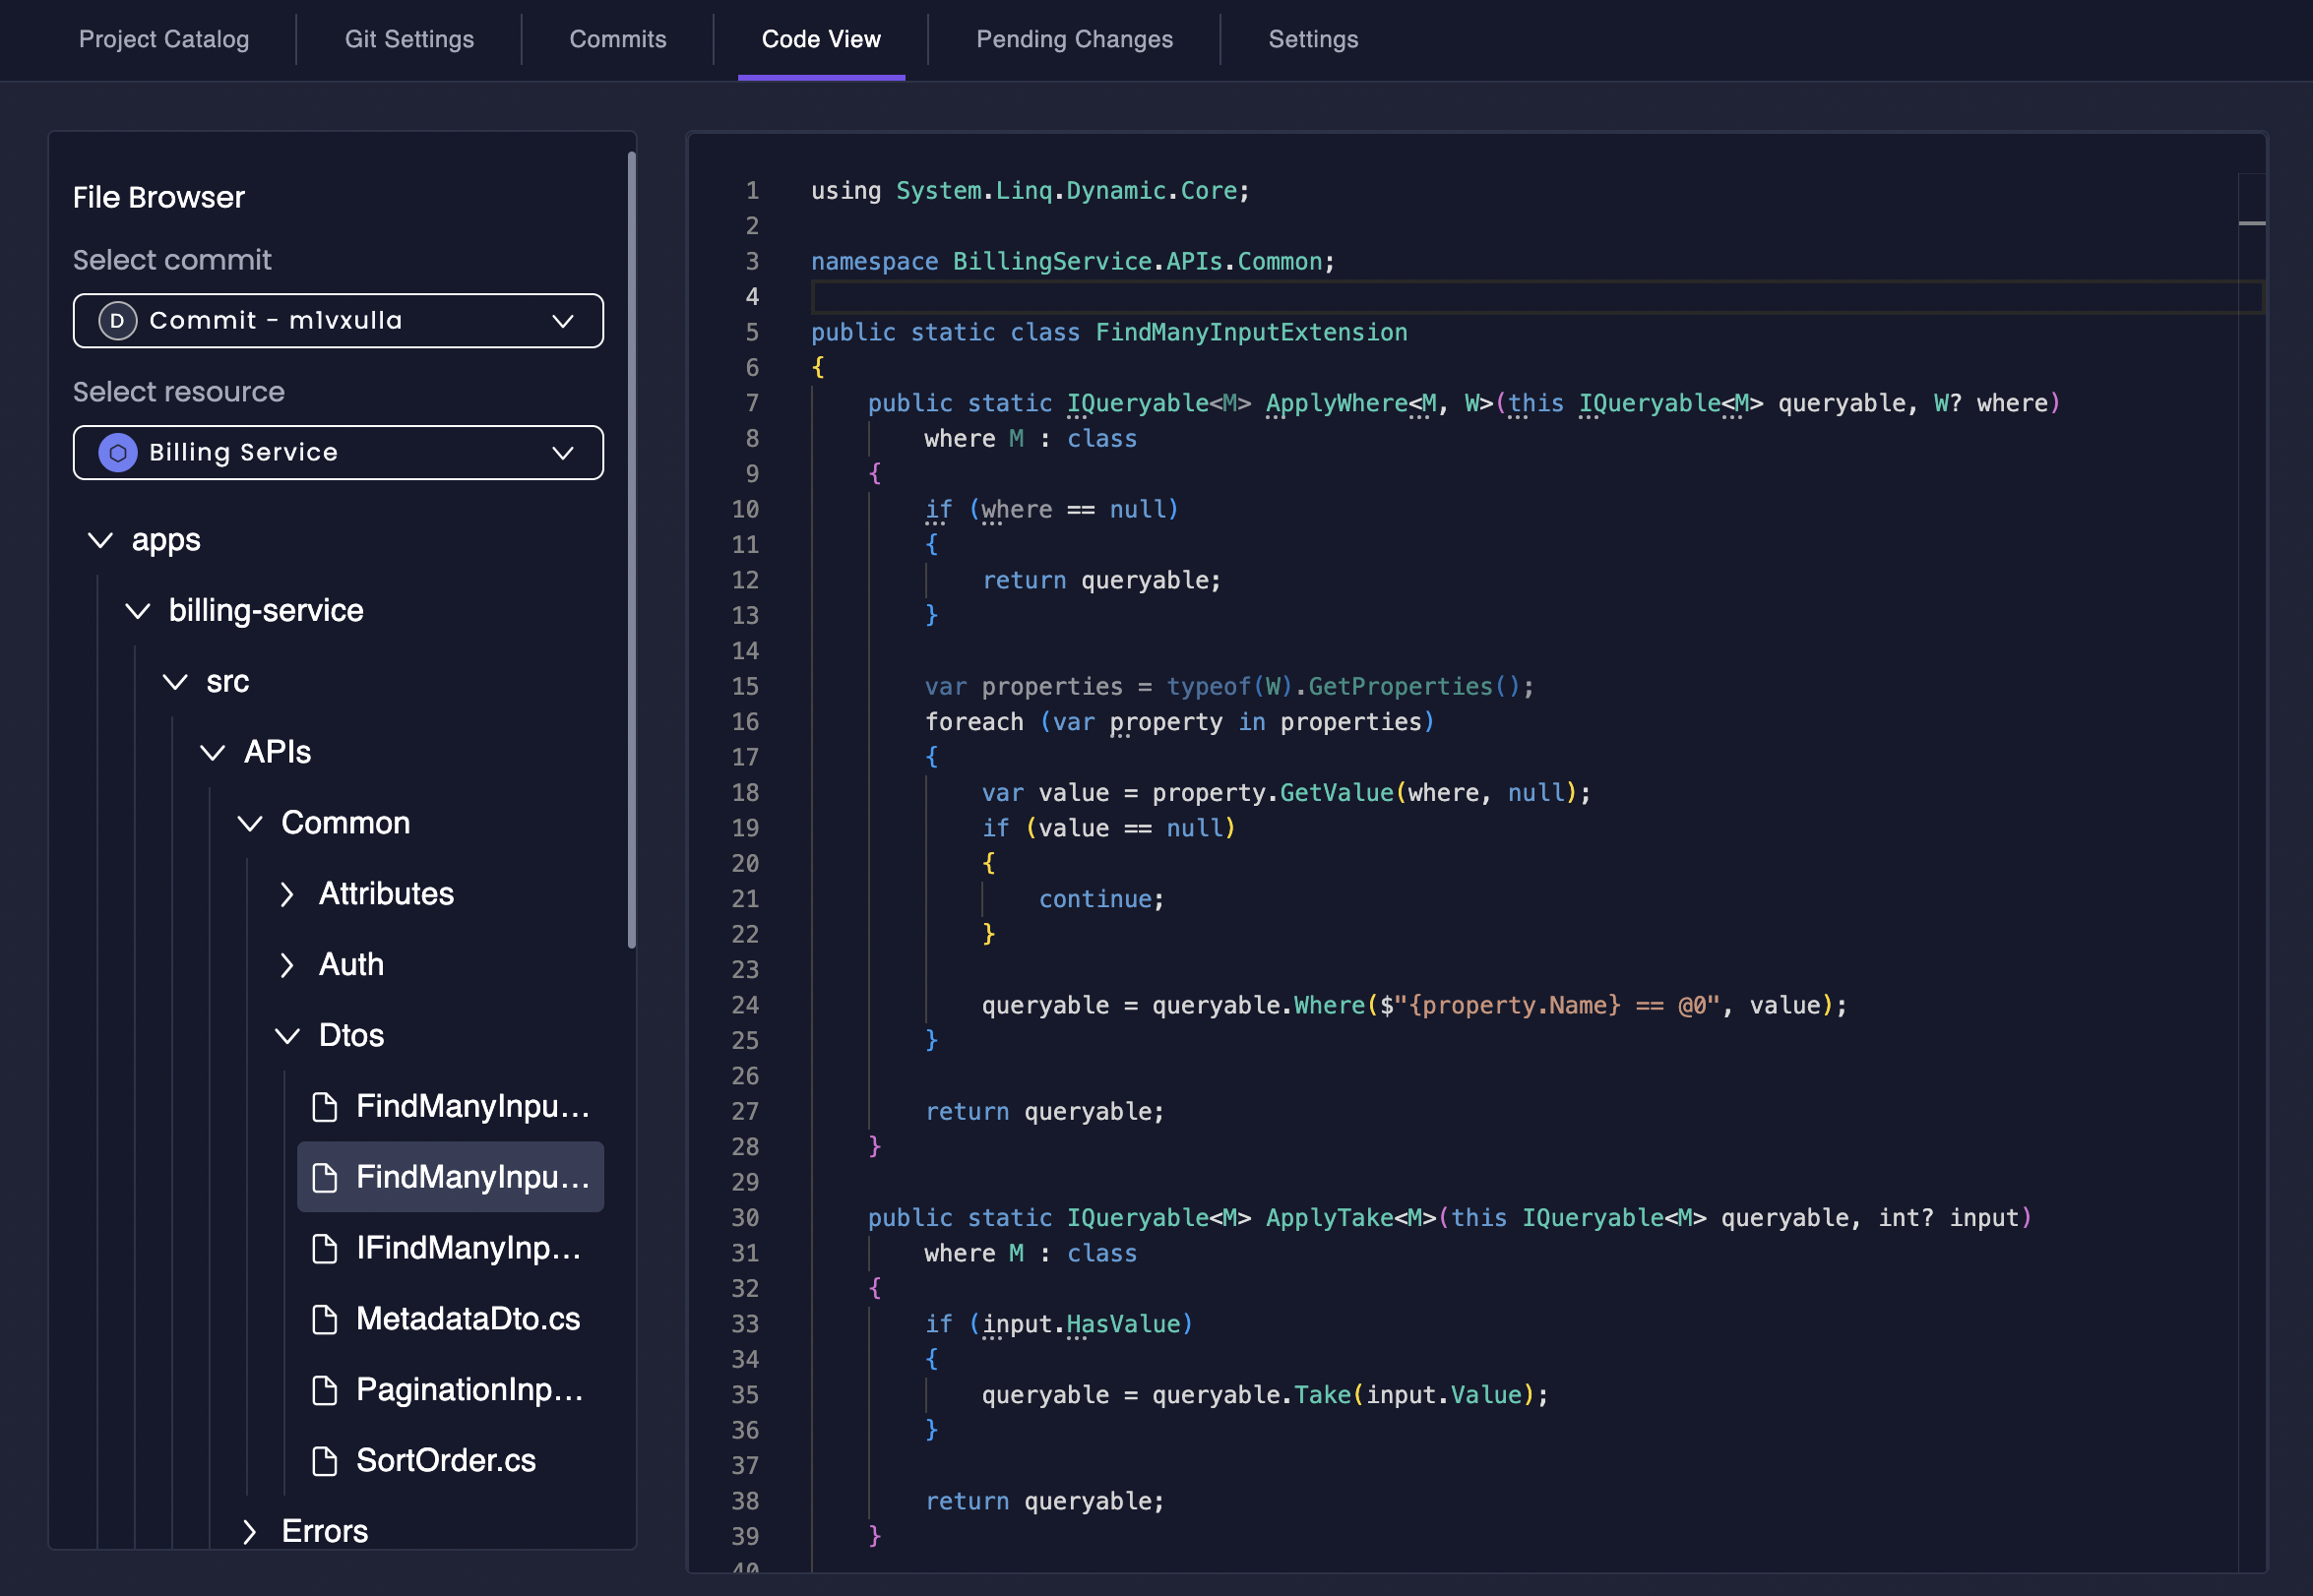 Project Catalog
Git Settings
Commits
Code View
Pending Changes
Settings
File Browser
Select commit
D Commit - m1vxulla
Select resource
Billing Service
apps
billing-service
src
APIs
Common
Attributes
Auth
Dtos
FindManyInpu...
FindManyInpu...
IFindManyInp...
MetadataDto.cs
PaginationInp...
SortOrder.cs
Errors
1 using System.Linq.Dynamic.Core;
2
3 namespace BillingService.APIs.Common;
4
5 public static class FindManyInputExtension
6 {
7     public static IQueryable<M> ApplyWhere<M, W>(this IQueryable<M> queryable, W? where)
8         where M : class
9     {
10         if (where == null)
11         {
12             return queryable;
13         }
14
15         var properties = typeof(W).GetProperties();
16         foreach (var property in properties)
17         {
18             var value = property.GetValue(where, null);
19             if (value == null)
20             {
21                 continue;
22             }
23
24             queryable = queryable.Where($"{property.Name} == @0", value);
25         }
26
27         return queryable;
28     }
29
30     public static IQueryable<M> ApplyTake<M>(this IQueryable<M> queryable, int? input)
31         where M : class
32     {
33         if (input.HasValue)
34         {
35             queryable = queryable.Take(input.Value);
36         }
37
38         return queryable;
39     }
40